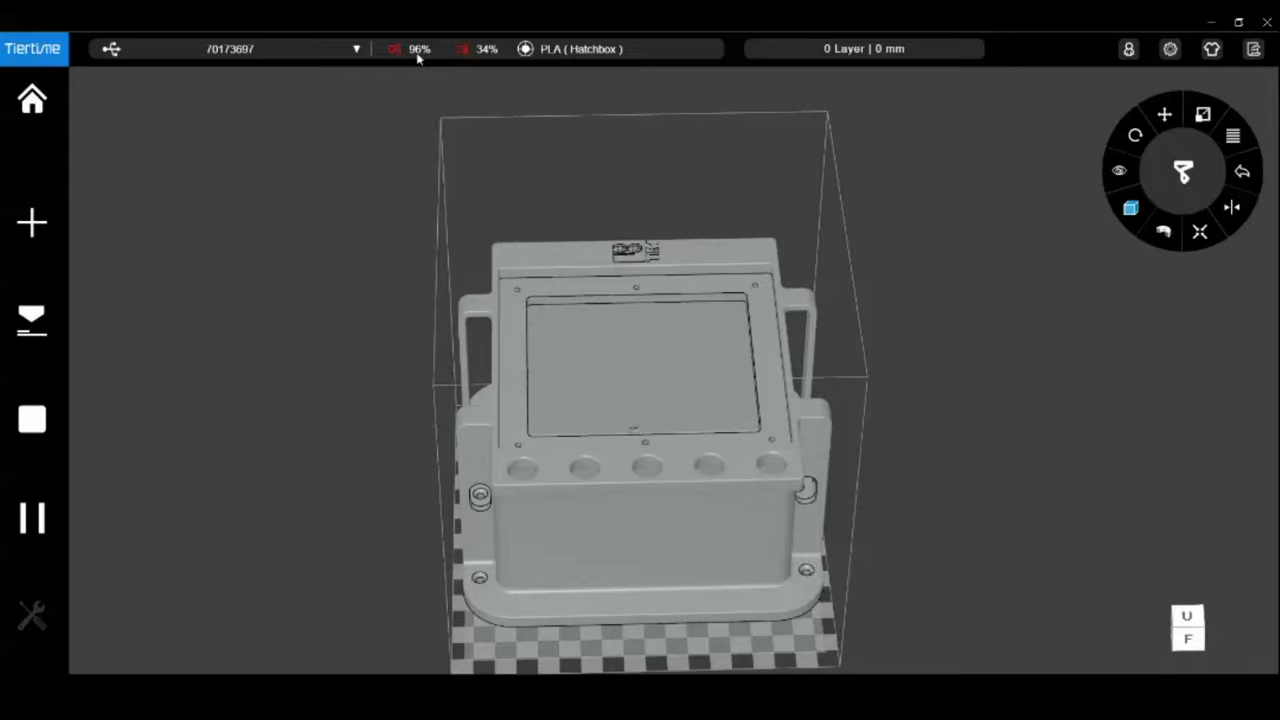 Tiertime
70173697
96%
34%
PLA ( Hatchbox )
0 Layer | 0 mm
U
F